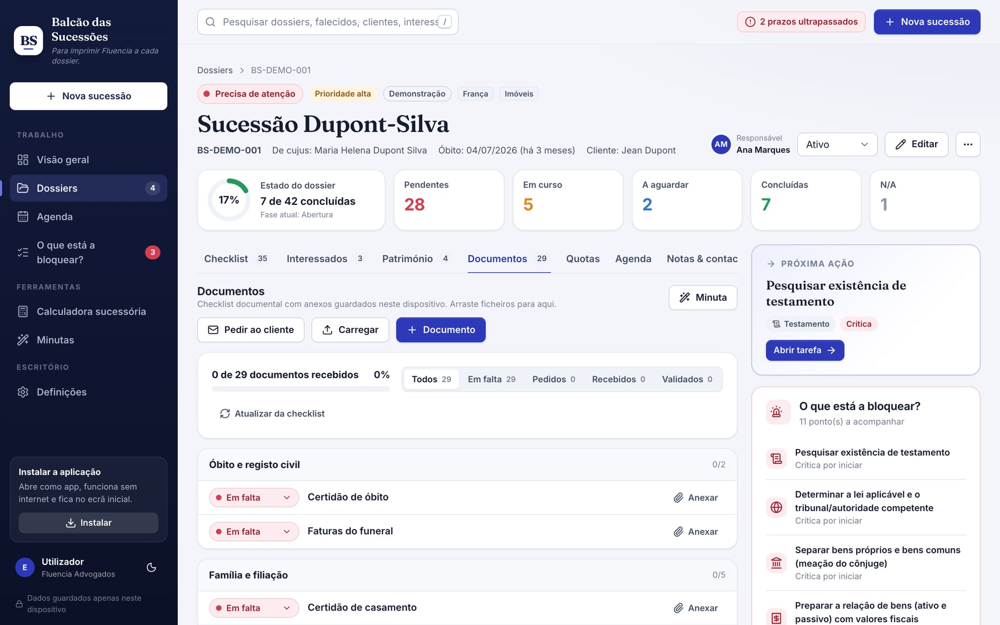 BS
Balcão das
Sucessões
Para imprimir Fluencia a cada
dossier.
Nova sucessão
TRABALHO
Visão geral
Dossiers 4
Agenda
O que está a
bloquear?
3
FERRAMENTAS
Calculadora sucessória
Minutas
ESCRITÓRIO
Definições
Instalar a aplicação
Abre como app, funciona sem
internet e fica no ecrã inicial.
Instalar
E
Utilizador
Fluencia Advogados
Dados guardados apenas neste
dispositivo
Pesquisar dossiers, falecidos, clientes, interess /
2 prazos ultrapassados
Nova sucessão
Dossiers > BS-DEMO-001
Precisa de atenção Prioridade alta Demonstração França Imóveis
Sucessão Dupont-Silva
BS-DEMO-001 De cujus: Maria Helena Dupont Silva Óbito: 04/07/2026 (há 3 meses) Cliente: Jean Dupont
AM
Responsável
Ana Marques
Ativo
Editar
...
17%
Estado do dossier
7 de 42 concluídas
Fase atual: Abertura
Pendentes
28
Em curso
5
A aguardar
2
Concluídas
7
N/A
1
Checklist 35 Interessados 3 Património 4 Documentos 29 Quotas Agenda Notas & contac
Documentos
Checklist documental com anexos guardados neste dispositivo. Arraste ficheiros para aqui.
Minuta
Pedir ao cliente Carregar + Documento
0 de 29 documentos recebidos 0%
Todos 29 Em falta 29 Pedidos 0 Recebidos 0 Validados 0
Atualizar da checklist
Óbito e registo civil 0/2
Em falta Certidão de óbito Anexar
Em falta Faturas do funeral Anexar
Família e filiação 0/5
Em falta Certidão de casamento Anexar
PRÓXIMA AÇÃO
Pesquisar existência de
testamento
Testamento Crítica
Abrir tarefa
O que está a bloquear?
11 ponto(s) a acompanhar
Pesquisar existência de testamento
Crítica por iniciar
Determinar a lei aplicável e o
tribunal/autoridade competente
Crítica por iniciar
Separar bens próprios e bens comuns
(meação do cônjuge)
Crítica por iniciar
Preparar a relação de bens (ativo e
passivo) com valores fiscais